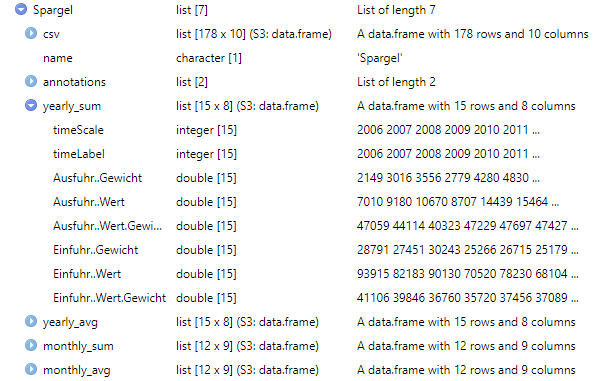 Spargel list [7] List of length 7
csv list [178 x 10] (S3: data.frame) A data.frame with 178 rows and 10 columns
name character [1] 'Spargel'
annotations list [2] List of length 2
yearly_sum list [15 x 8] (S3: data.frame) A data.frame with 15 rows and 8 columns
timeScale integer [15] 2006 2007 2008 2009 2010 2011 ...
timeLabel integer [15] 2006 2007 2008 2009 2010 2011 ...
Ausfuhr..Gewicht double [15] 2149 3016 3556 2779 4280 4830 ...
Ausfuhr..Wert double [15] 7010 9180 10670 8707 14439 15464 ...
Ausfuhr..Wert.Gewi... double [15] 47059 44114 40323 47229 47697 47427 ...
Einfuhr..Gewicht double [15] 28791 27451 30243 25266 26715 25179 ...
Einfuhr..Wert double [15] 93915 82183 90130 70520 78230 68104 ...
Einfuhr..Wert.Gewicht double [15] 41106 39846 36760 35720 37456 37089 ...
yearly_avg list [15 x 8] (S3: data.frame) A data.frame with 15 rows and 8 columns
monthly_sum list [12 x 9] (S3: data.frame) A data.frame with 12 rows and 9 columns
monthly_avg list [12 x 9] (S3: data.frame) A data.frame with 12 rows and 9 columns